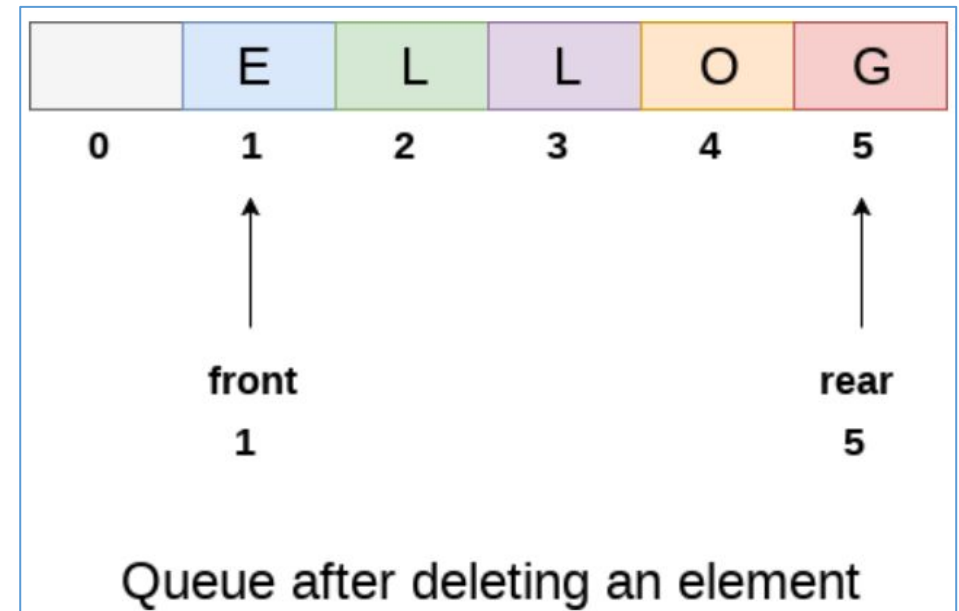 E L L O G
0 1 2 3 4 5
front rear
1 5
Queue after deleting an element